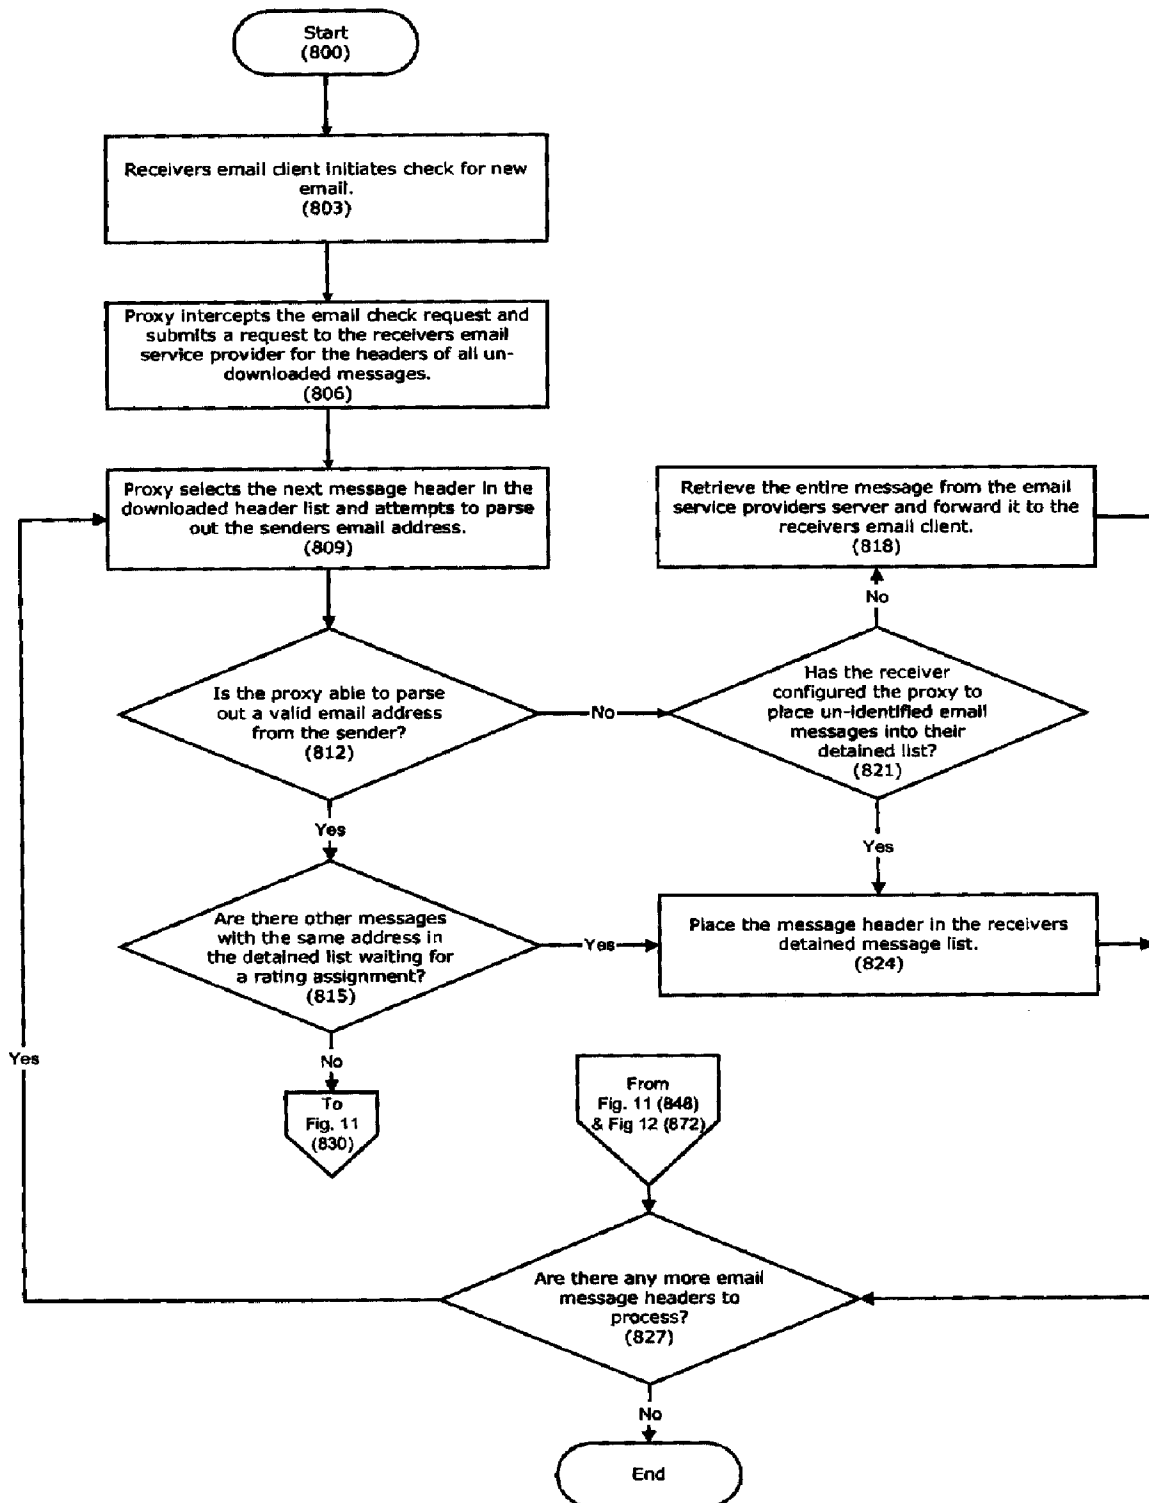 Start
(800)
Receivers email client initiates check for new
email.
(803)
Proxy intercepts the email check request and
submits a request to the receivers email
service provider for the headers of all un-
downloaded messages.
(806)
Proxy selects the next message header in the
downloaded header list and attempts to parse
out the senders email address.
(809)
Retrieve the entire message from the email
service providers server and forward it to the
receivers email client.
(818)
No
Is the proxy able to parse
out a valid email address
from the sender?
(812)
No
Has the receiver
configured the proxy to
place un-identified email
messages into their
detained list?
(821)
Yes
Yes
Are there other messages
with the same address in
the detained list waiting for
a rating assignment?
(815)
Yes
Place the message header in the receivers
detained message list.
(824)
Yes
No
To
Fig. 11
(830)
From
Fig. 11 (848)
& Fig 12 (872)
Are there any more email
message headers to
process?
(827)
No
End